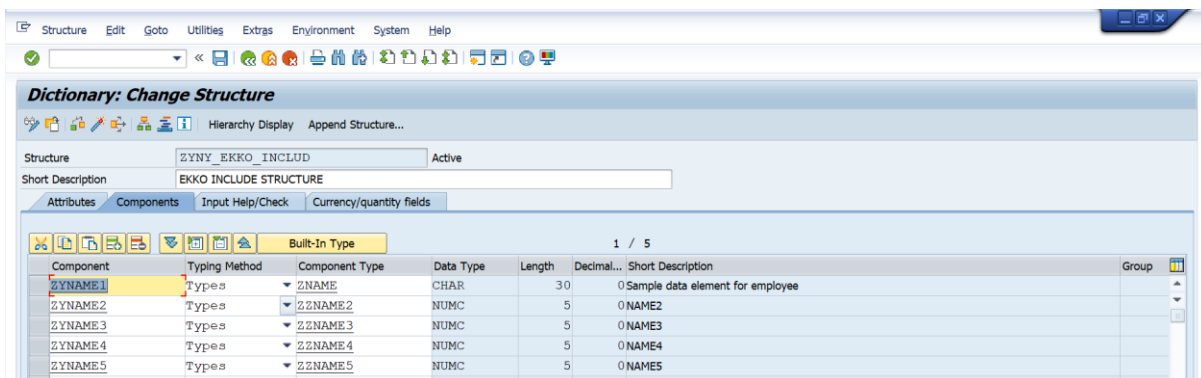 Structure Edit Goto Utilities Extras Environment System Help
Dictionary: Change Structure
Hierarchy Display Append Structure...
Structure ZYNY_EKKO_INCLUD Active
Short Description EKKO INCLUDE STRUCTURE
Attributes Components Input Help/Check Currency/quantity fields
Built-In Type 1 / 5
Component Typing Method Component Type Data Type Length Decimal... Short Description Group
ZYNAME1 Types ZNAME CHAR 30 0 Sample data element for employee
ZYNAME2 Types ZZNAME2 NUMC 5 0 NAME2
ZYNAME3 Types ZZNAME3 NUMC 5 0 NAME3
ZYNAME4 Types ZZNAME4 NUMC 5 0 NAME4
ZYNAME5 Types ZZNAME5 NUMC 5 0 NAME5